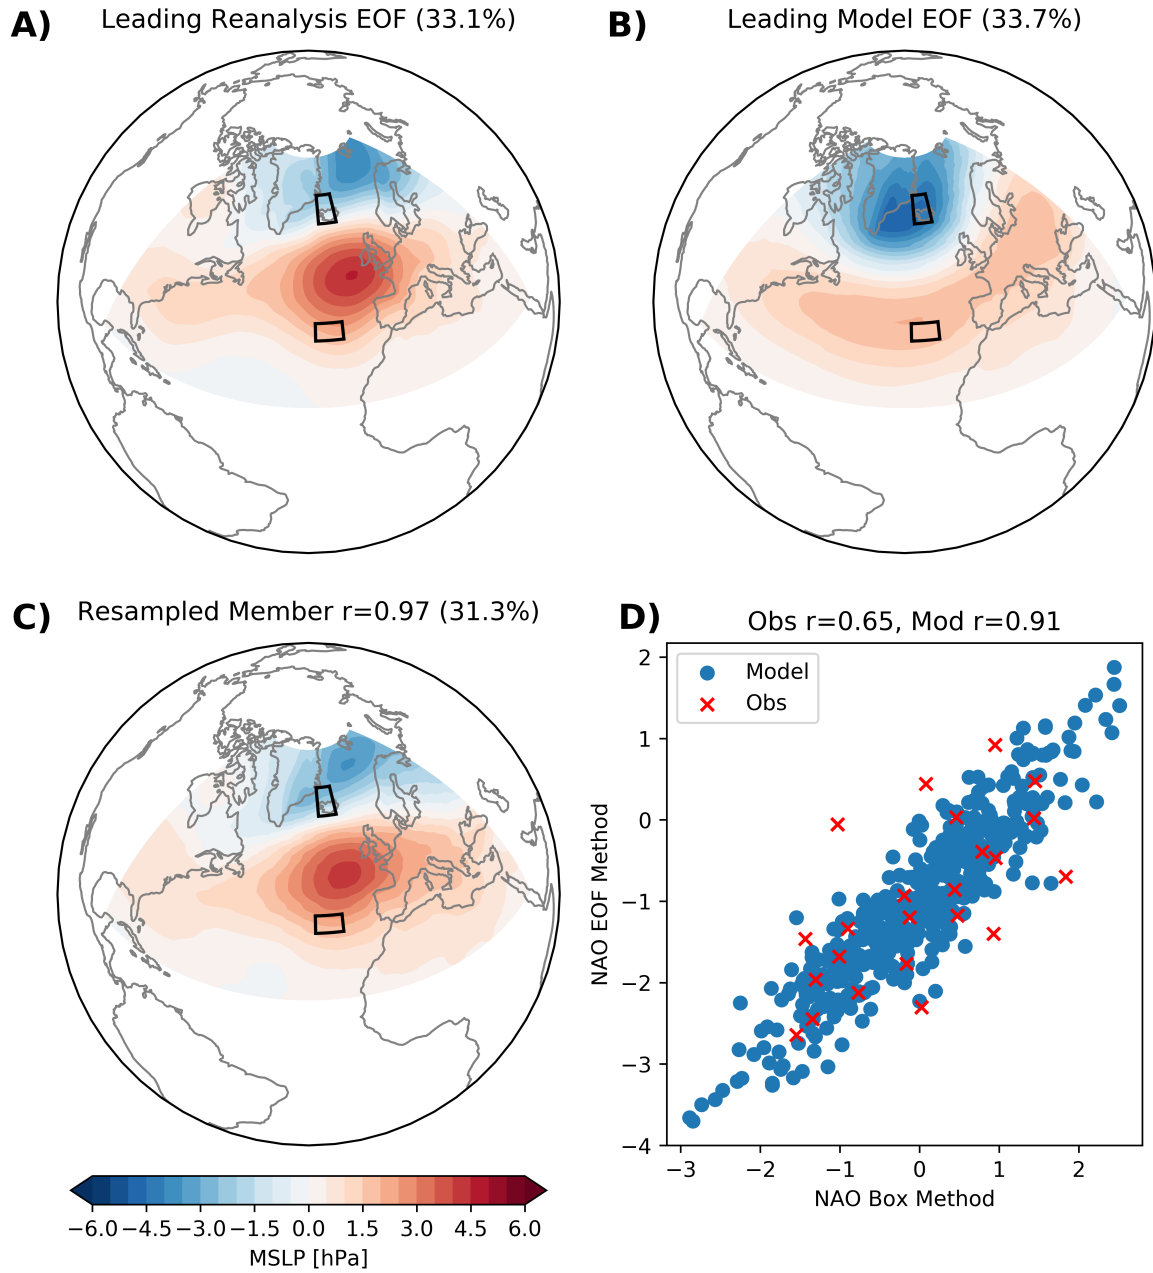 A) Leading Reanalysis EOF (33.1%)
B) Leading Model EOF (33.7%)
C) Resampled Member r=0.97 (31.3%)
−6.0 −4.5 −3.0 −1.5 0.0 1.5 3.0 4.5 6.0
MSLP [hPa]
D) Obs r=0.65, Mod r=0.91
Model
Obs
NAO EOF Method
2
1
0
−1
−2
−3
−4
−3 −2 −1 0 1 2
NAO Box Method